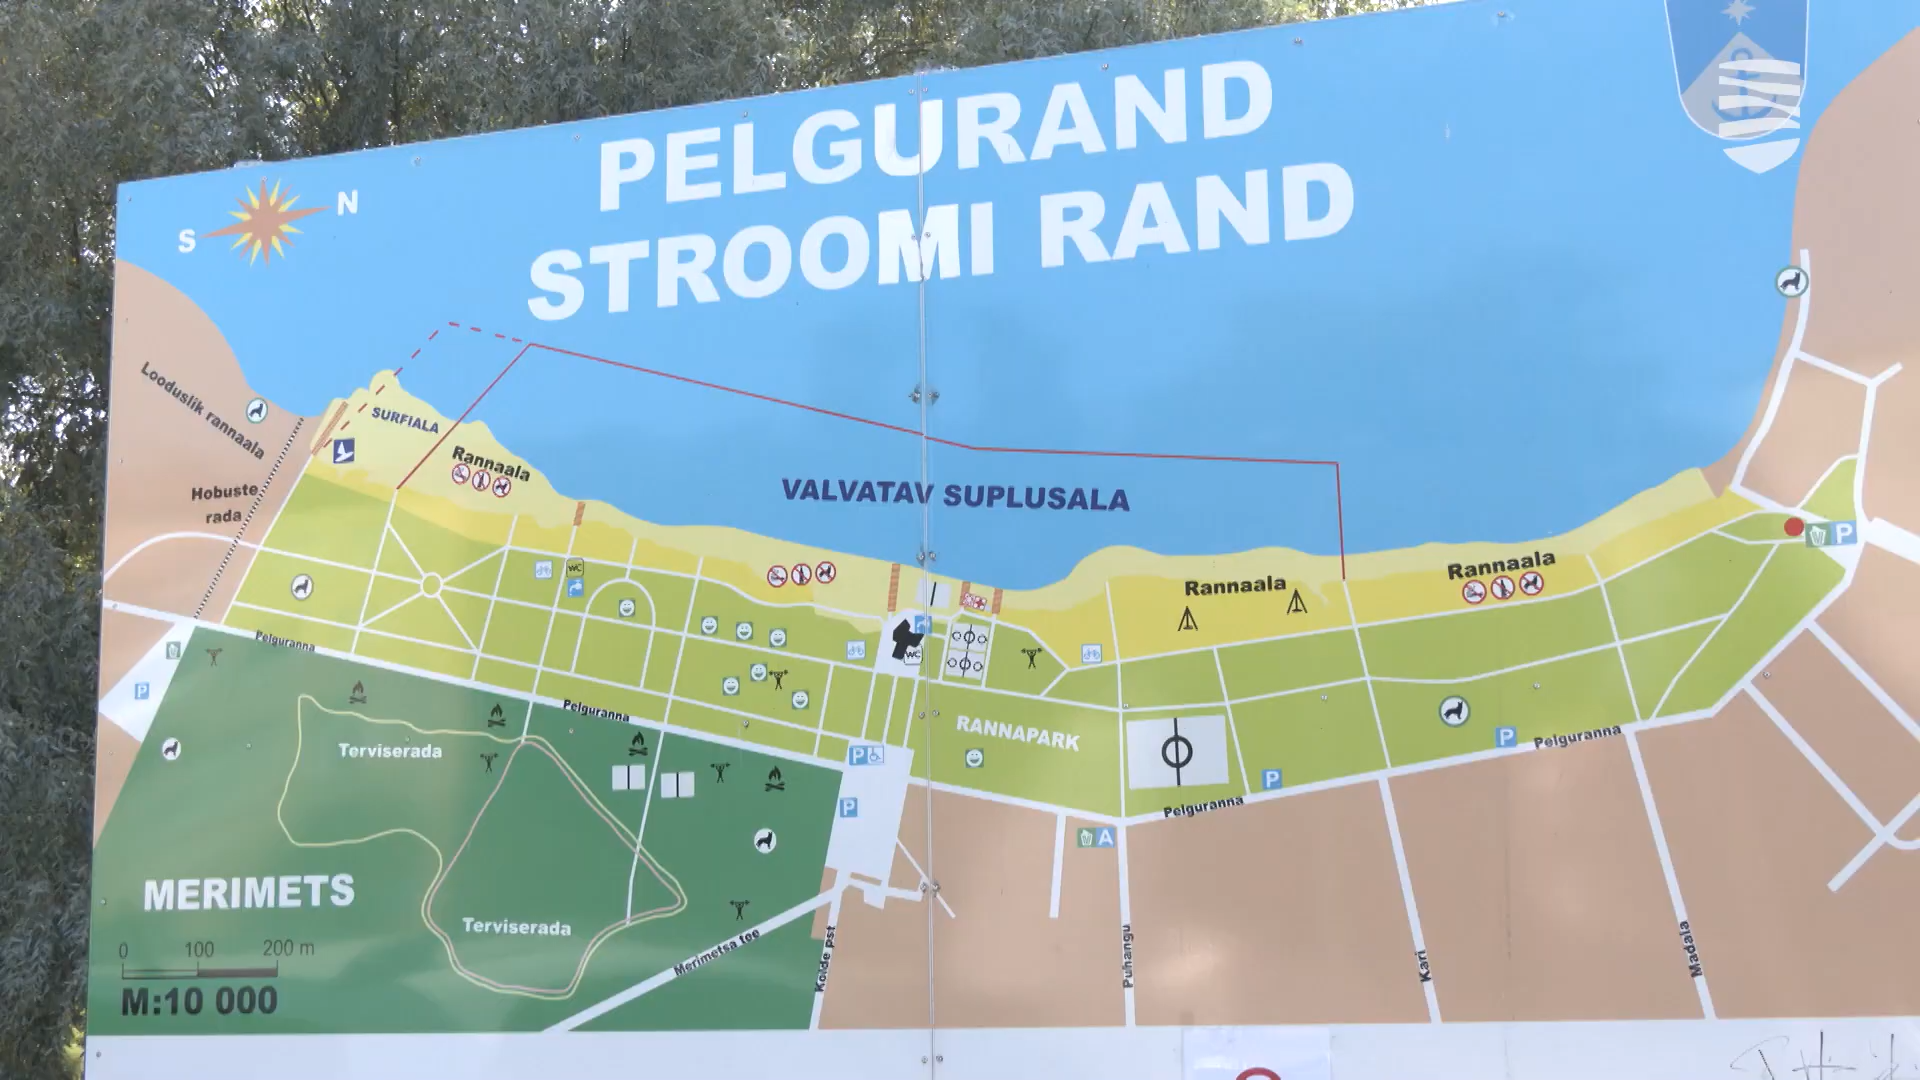 PELGURAND
STROOMI RAND
S
N
Looduslik rannaala
Hobuste
rada
SURFIALA
Rannaala
VALVATAV SUPLUSALA
Rannaala
Rannaala
WC
WC
P
P
P
P
P
P
A
Pelguranna
Pelguranna
Pelguranna
Pelguranna
RANNAPARK
Terviserada
Terviserada
MERIMETS
0 100 200 m
M:10 000
Merimetsa tee
Kolde pst
Puhangu
Kari
Madala